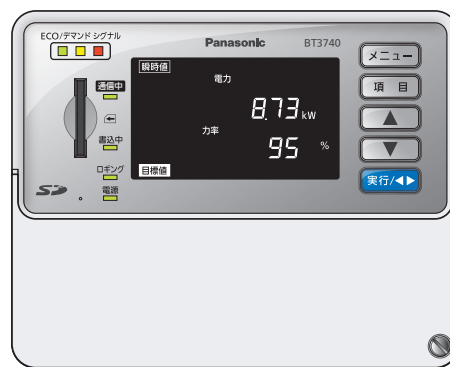 ECO/デマンド シグナル
Panasonic BT3740
瞬時値
電力
8.73 kW
力率
95 %
目標値
通信中
書込中
ロギング
電源
SD
メニュー
項 目
▲
▼
実行/◀▶